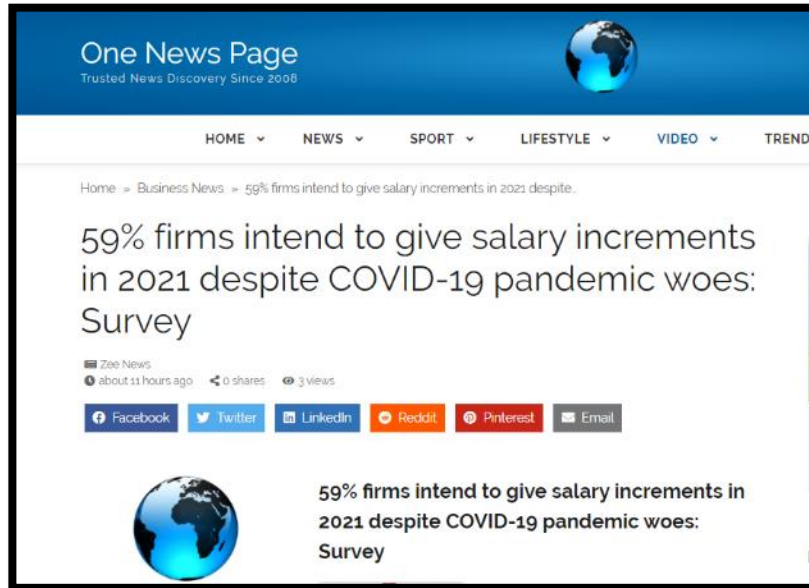 One News Page
Trusted News Discovery Since 2008
HOME NEWS SPORT LIFESTYLE VIDEO TREND
Home » Business News » 59% firms intend to give salary increments in 2021 despite..
59% firms intend to give salary increments
in 2021 despite COVID-19 pandemic woes:
Survey
Zee News
about 11 hours ago 0 shares 3 views
Facebook Twitter LinkedIn Reddit Pinterest Email
59% firms intend to give salary increments in
2021 despite COVID-19 pandemic woes:
Survey